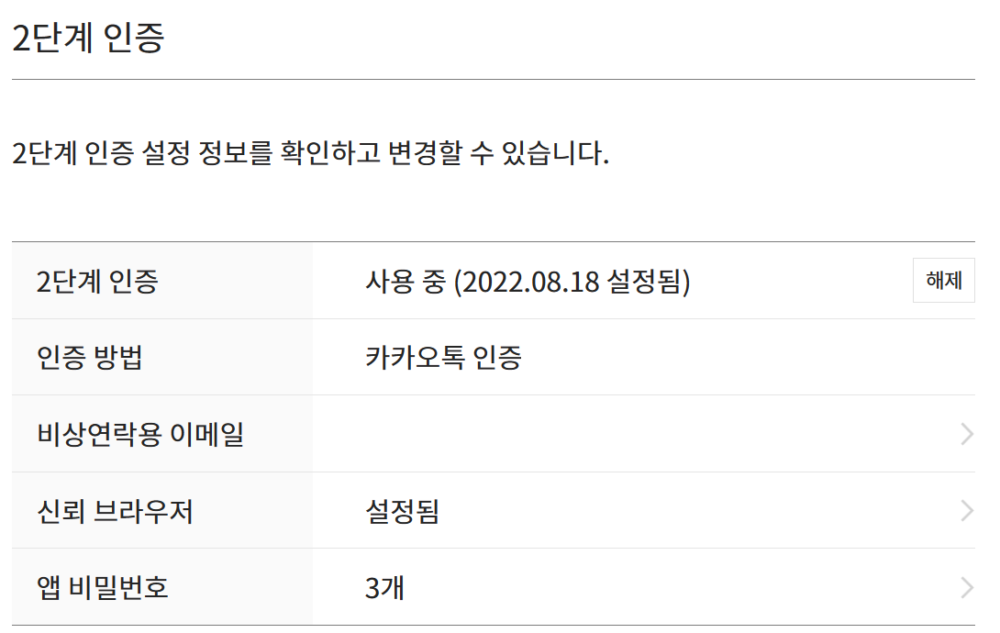 2단계 인증
2단계 인증 설정 정보를 확인하고 변경할 수 있습니다.
2단계 인증 사용 중 (2022.08.18 설정됨) 해제
인증 방법 카카오톡 인증
비상연락용 이메일
신뢰 브라우저 설정됨
앱 비밀번호 3개